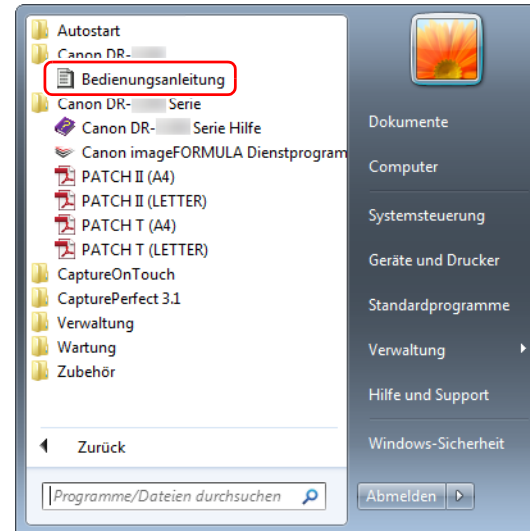 Autostart
Canon DR-
Bedienungsanleitung
Canon DR- Serie
Canon DR- Serie Hilfe
Canon imageFORMULA Dienstprogram
PATCH II (A4)
PATCH II (LETTER)
PATCH T (A4)
PATCH T (LETTER)
CaptureOnTouch
CapturePerfect 3.1
Verwaltung
Wartung
Zubehör
Zurück
Programme/Dateien durchsuchen
Dokumente
Computer
Systemsteuerung
Geräte und Drucker
Standardprogramme
Verwaltung
Hilfe und Support
Windows-Sicherheit
Abmelden